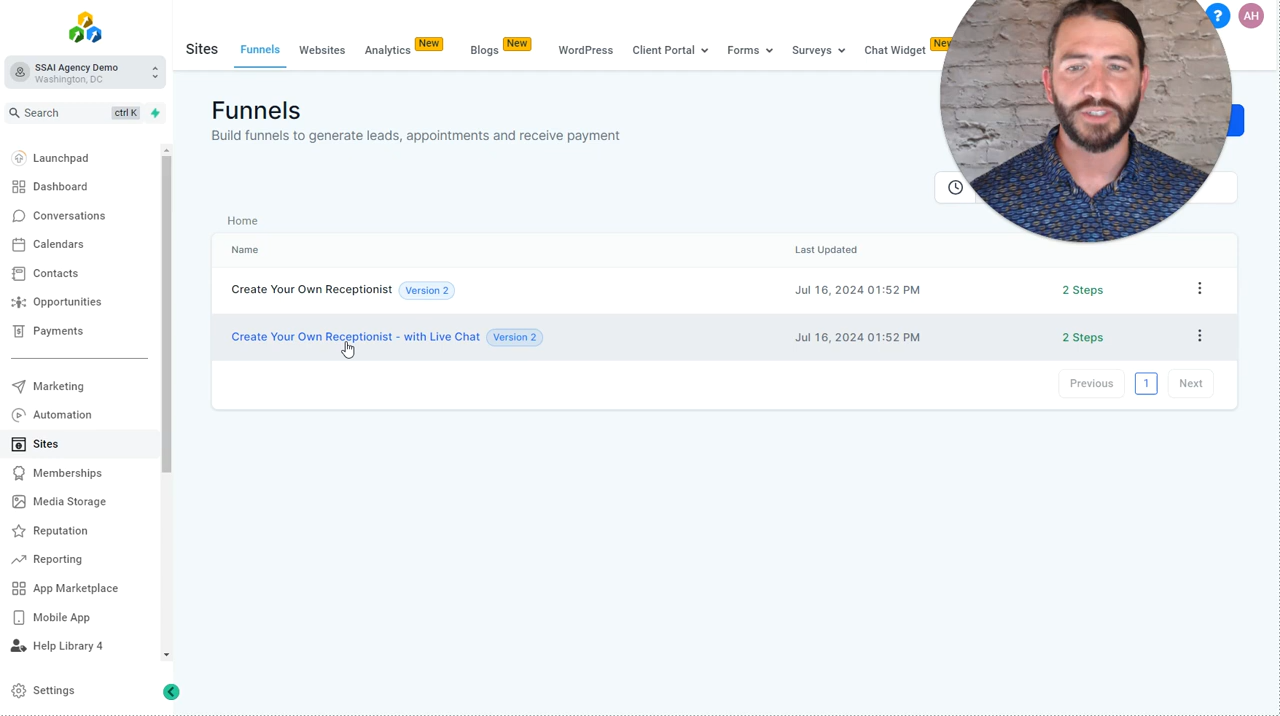 SSAI Agency Demo
Washington, DC
Search
ctrl K
Launchpad
Dashboard
Conversations
Calendars
Contacts
Opportunities
Payments
Marketing
Automation
Sites
Memberships
Media Storage
Reputation
Reporting
App Marketplace
Mobile App
Help Library 4
Settings
Sites
Funnels
Websites
Analytics New
Blogs New
WordPress
Client Portal
Forms
Surveys
Chat Widget
? AH
Funnels
Build funnels to generate leads, appointments and receive payment
Home
Name Last Updated
Create Your Own Receptionist Version 2 Jul 16, 2024 01:52 PM 2 Steps
Create Your Own Receptionist - with Live Chat Version 2 Jul 16, 2024 01:52 PM 2 Steps
Previous 1 Next